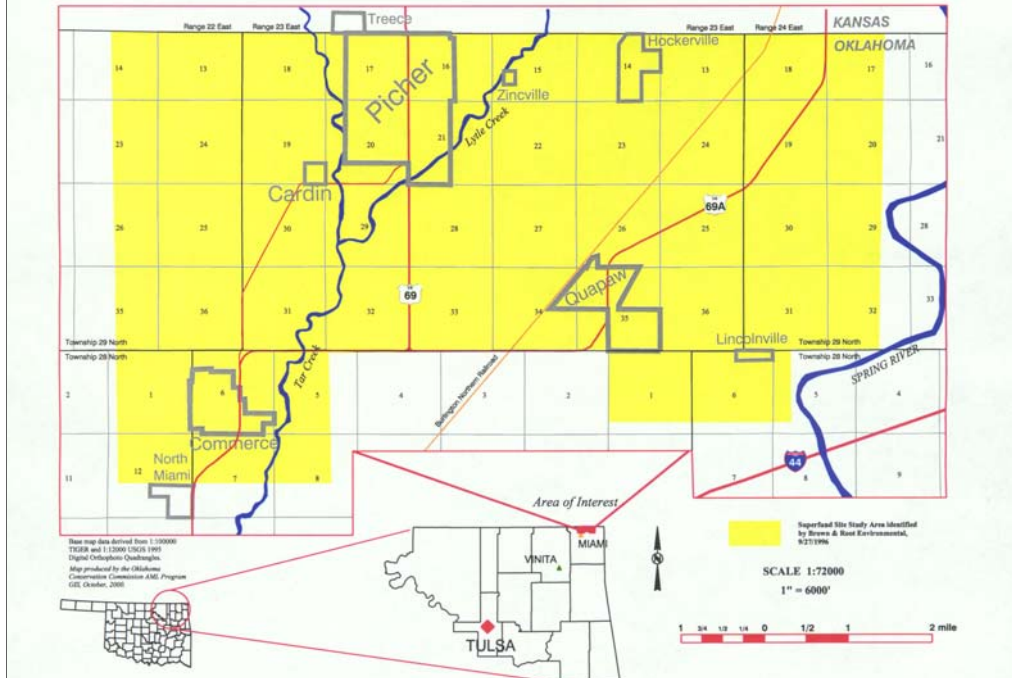 Treece
Range 22 East
Range 23 East
Range 23 East
Range 24 East
KANSAS
OKLAHOMA
Hockerville
14
13
18
17
16
15
14
13
18
17
16
Picher
Zincville
Lytle Creek
23
24
19
20
21
22
23
24
19
20
21
Cardin
26
25
30
29
28
27
26
25
30
29
28
US
69A
US
69
Quapaw
35
36
31
32
33
34
35
36
31
32
33
Lincolnville
Township 29 North
Township 28 North
Township 29 North
Township 28 North
SPRING RIVER
Tar Creek
Burlington Northern Railroad
2
1
6
5
4
3
2
1
6
5
4
Commerce
North
Miami
11
12
7
8
7
8
9
44
Area of Interest
Base map data derived from 1:100000
TIGER and 1:12000 USGS 1995
Digital Orthophoto Quadrangles.
Map produced by the Oklahoma
Conservation Commission AML Program
GIS, October, 2000.
MIAMI
VINITA
TULSA
N
Superfund Site Study Area identified
by Brown & Root Environmental,
9/27/1996
SCALE 1:72000
1" = 6000'
1 3/4 1/2 1/4 0 1/2 1 2 mile